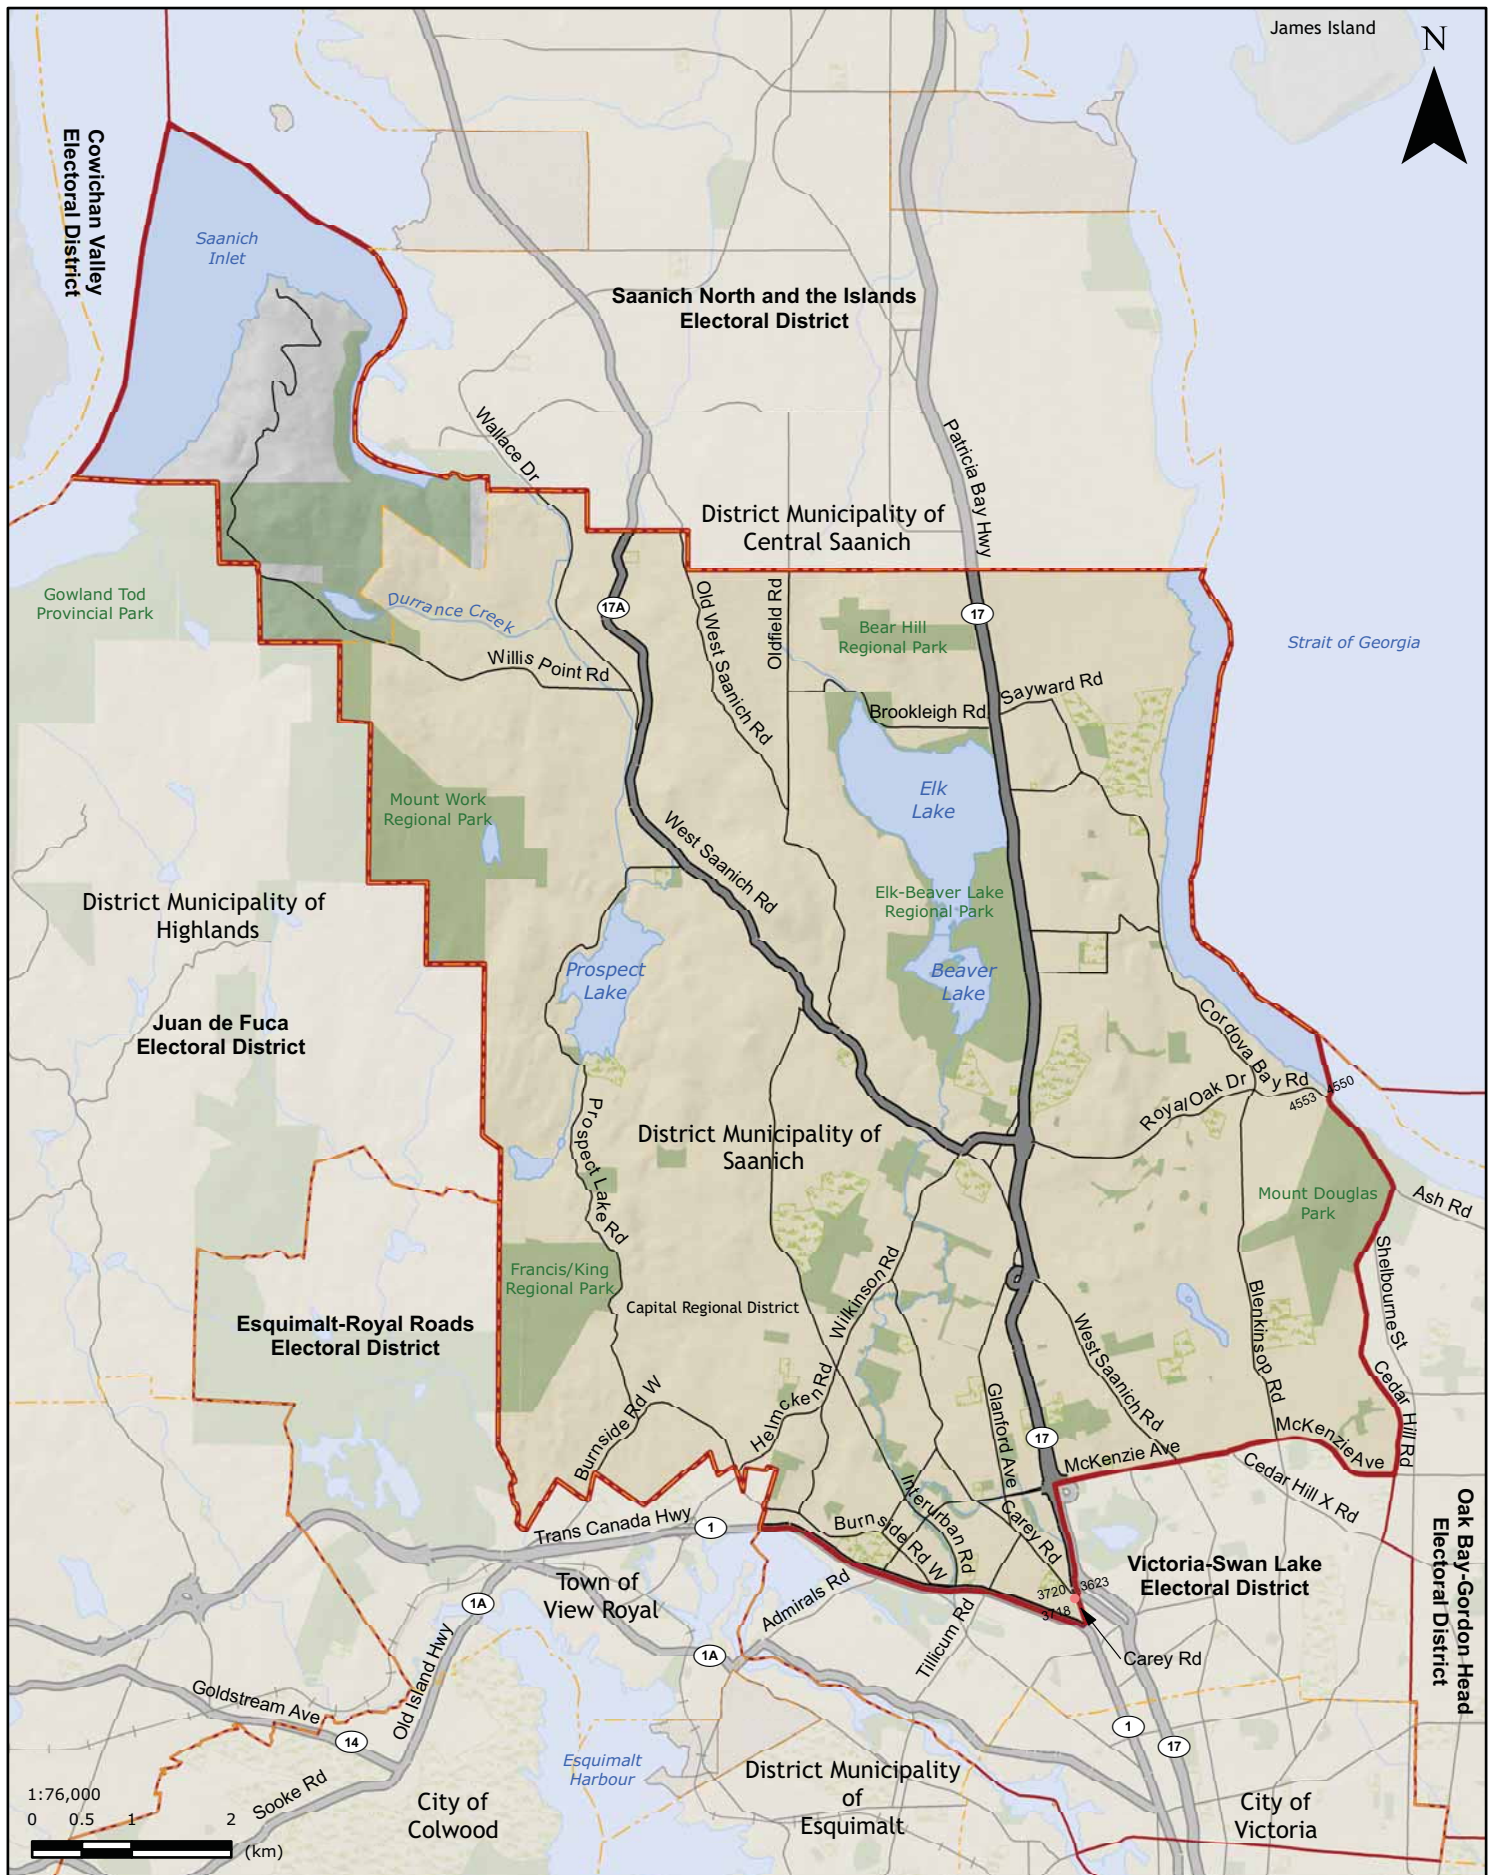 James Island
N
Cowichan Valley
Electoral District
Saanich
Inlet
Saanich North and the Islands
Electoral District
Wallace Dr
Patricia Bay Hwy
District Municipality of
Central Saanich
Gowland Tod
Provincial Park
Durrance Creek
17A
Old West Saanich Rd
Oldfield Rd
Bear Hill
Regional Park
17
Strait of Georgia
Willis Point Rd
Sayward Rd
Brookleigh Rd
Mount Work
Regional Park
Elk
Lake
West Saanich Rd
District Municipality of
Highlands
Elk-Beaver Lake
Regional Park
Prospect
Lake
Beaver
Lake
Juan de Fuca
Electoral District
Cordova Bay Rd
Royal Oak Dr
4553
4550
Prospect Lake Rd
District Municipality of
Saanich
Mount Douglas
Park
Ash Rd
Shelbourne St
Francis/King
Regional Park
Capital Regional District
Wilkinson Rd
Blenkinsop Rd
Esquimalt-Royal Roads
Electoral District
West Saanich Rd
Helmcken Rd
Glanford Ave
Burnside Rd W
Cedar Hill Rd
17
McKenzie Ave
McKenzie Ave
Cedar Hill X Rd
Interurban Rd
Carey Rd
Trans Canada Hwy
1
Burnside Rd W
Oak Bay-Gordon Head
Electoral District
Victoria-Swan Lake
Electoral District
3720
3623
3718
Town of
View Royal
1A
Admirals Rd
Tillicum Rd
Carey Rd
1A
Old Island Hwy
Goldstream Ave
14
1
17
Esquimalt
Harbour
District Municipality
of
Esquimalt
Sooke Rd
City of
Colwood
City of
Victoria
1:76,000
0 0.5 1 2
(km)